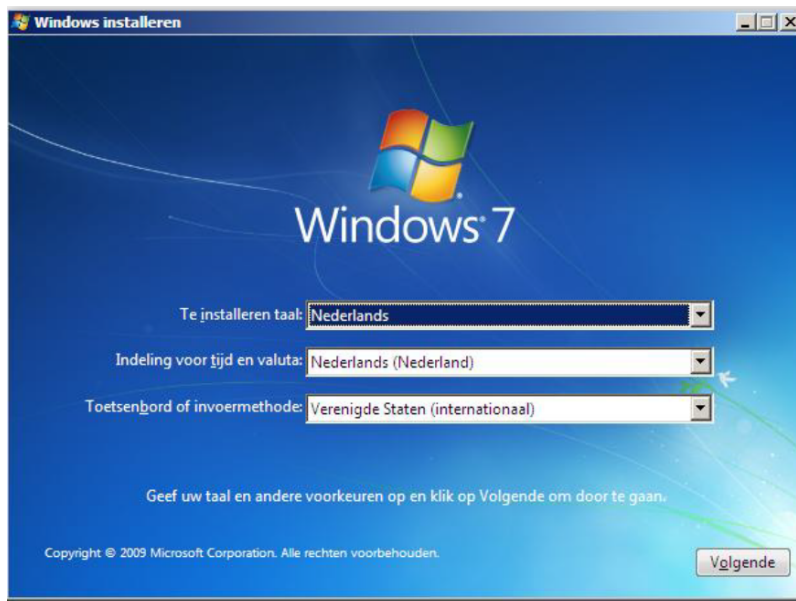 Windows installeren
Windows 7
Te installeren taal: Nederlands
Indeling voor tijd en valuta: Nederlands (Nederland)
Toetsenbord of invoermethode: Verenigde Staten (internationaal)
Geef uw taal en andere voorkeuren op en klik op Volgende om door te gaan.
Copyright © 2009 Microsoft Corporation. Alle rechten voorbehouden.
Volgende